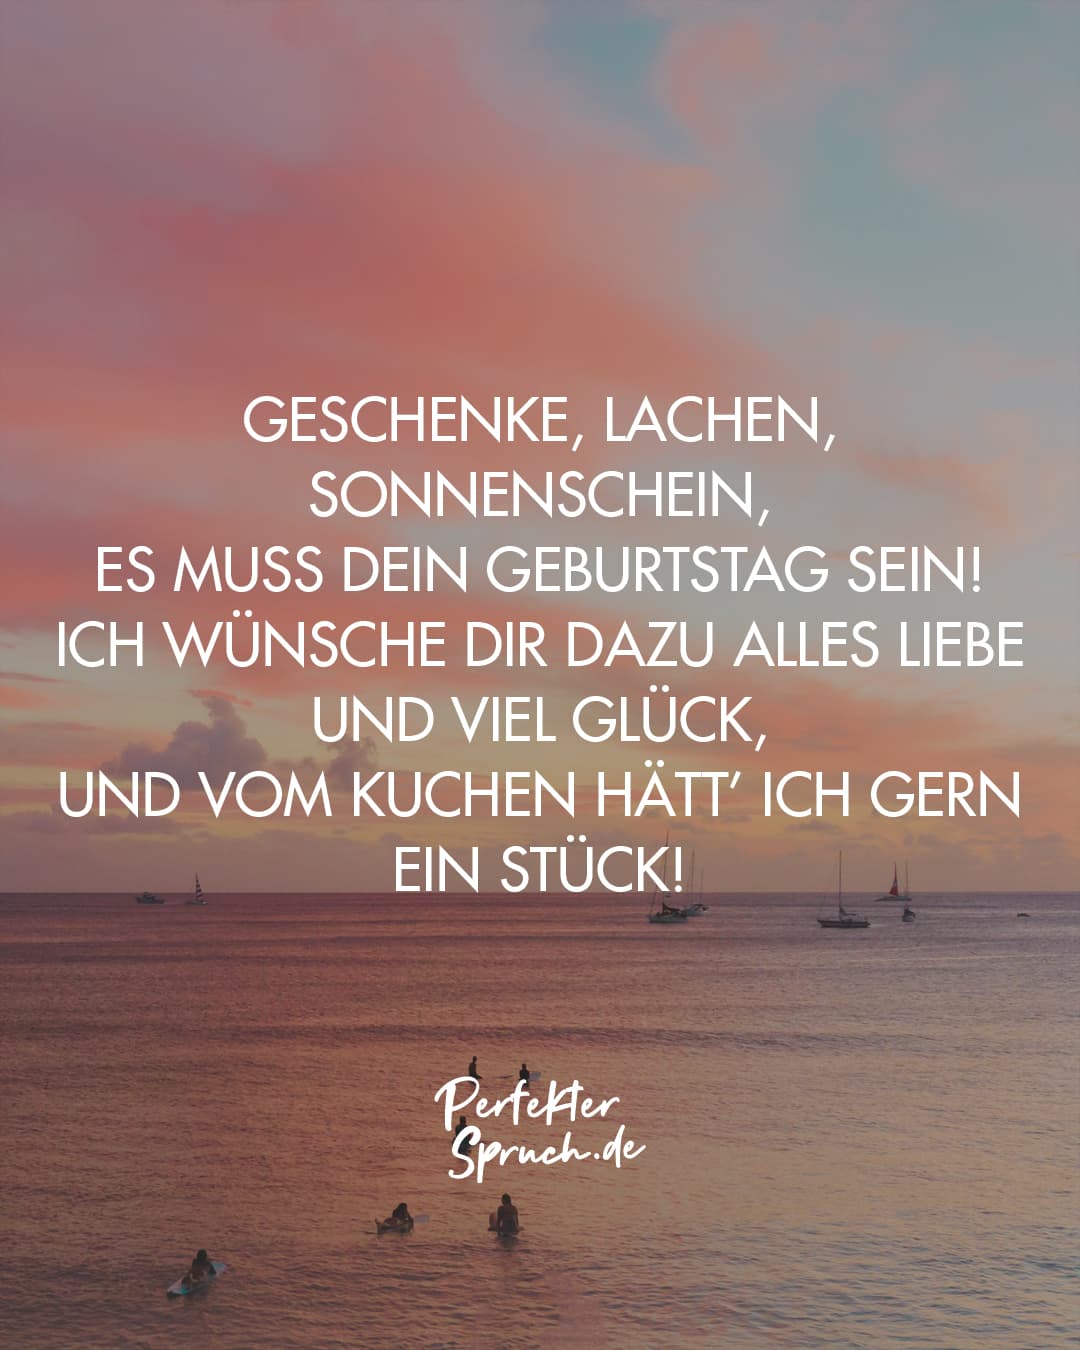 GESCHENKE, LACHEN,
SONNENSCHEIN,
ES MUSS DEIN GEBURTSTAG SEIN!
ICH WÜNSCHE DIR DAZU ALLES LIEBE
UND VIEL GLÜCK,
UND VOM KUCHEN HÄTT’ ICH GERN
EIN STÜCK!
Perfekter
Spruch.de